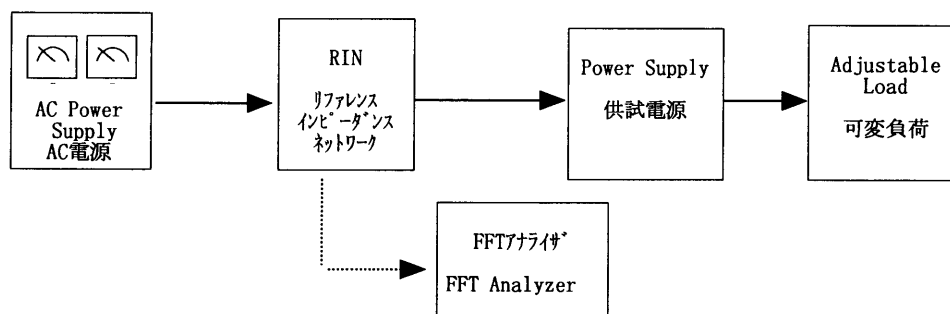 AC Power
Supply
AC電源
RIN
リファレンス
インピーダンス
ネットワーク
Power Supply
供試電源
Adjustable
Load
可変負荷
FFTアナライザ
FFT Analyzer